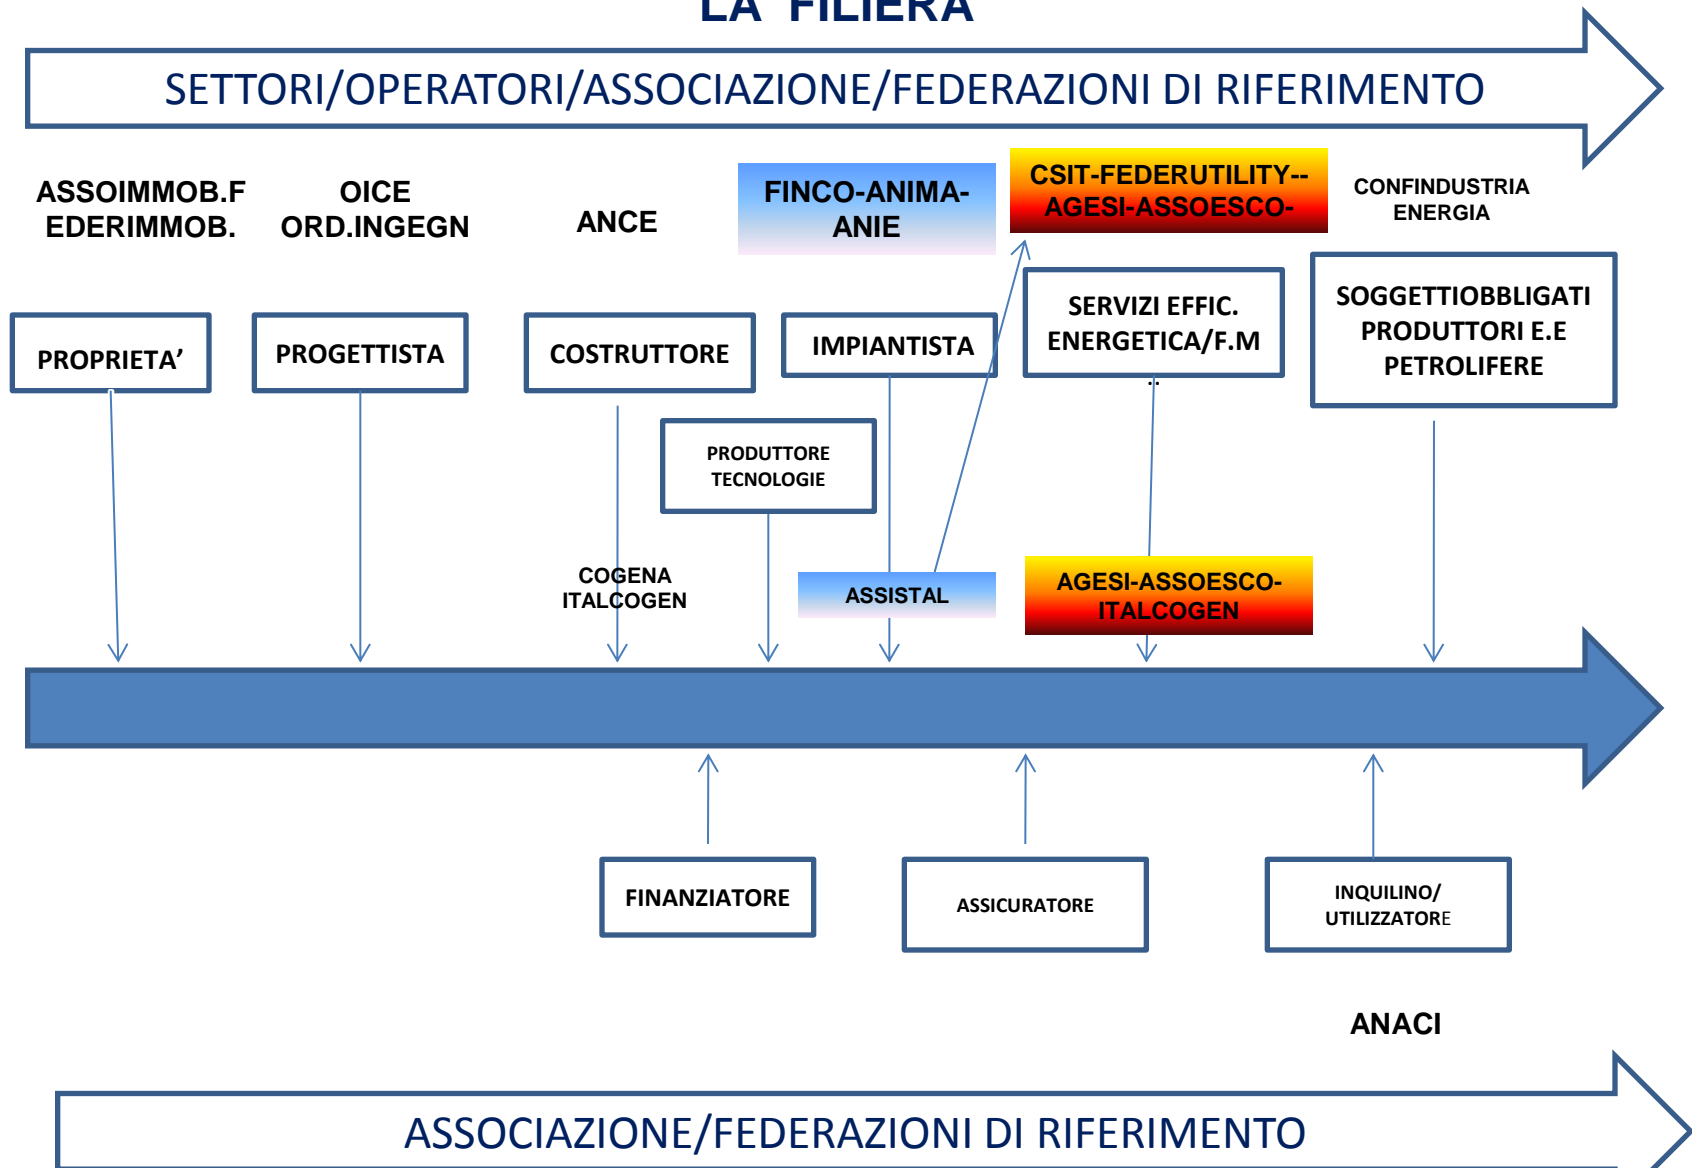 LA FILIERA
SETTORI/OPERATORI/ASSOCIAZIONE/FEDERAZIONI DI RIFERIMENTO
ASSOIMMOB.F
EDERIMMOB.
OICE
ORD.INGEGN
ANCE
FINCO-ANIMA-
ANIE
CSIT-FEDERUTILITY--
AGESI-ASSOESCO-
CONFINDUSTRIA
ENERGIA
PROPRIETA’
PROGETTISTA
COSTRUTTORE
IMPIANTISTA
SERVIZI EFFIC.
ENERGETICA/F.M
..
SOGGETTIOBBLIGATI
PRODUTTORI E.E
PETROLIFERE
PRODUTTORE
TECNOLOGIE
COGENA
ITALCOGEN
ASSISTAL
AGESI-ASSOESCO-
ITALCOGEN
FINANZIATORE
ASSICURATORE
INQUILINO/
UTILIZZATORE
ANACI
ASSOCIAZIONE/FEDERAZIONI DI RIFERIMENTO